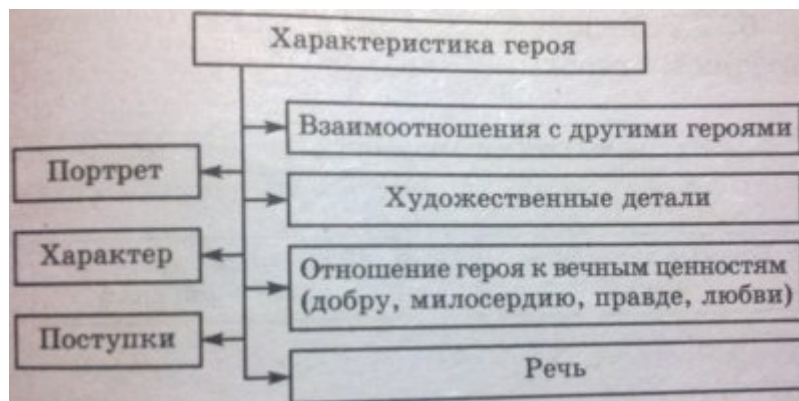 Характеристика героя
Взаимоотношения с другими героями
Портрет
Художественные детали
Характер
Отношение героя к вечным ценностям
(добру, милосердию, правде, любви)
Поступки
Речь